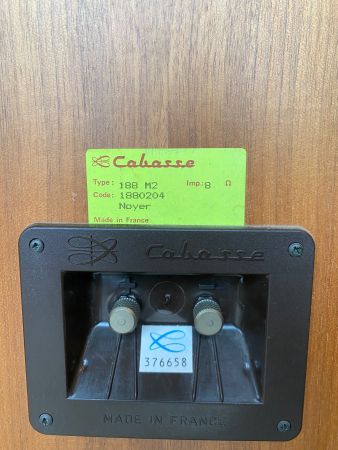 Cabasse
Type: 188 M2 Imp.: 8 Ω
Code: 1880204
Noyer
Made in France
Cabasse
376658
MADE IN FRANCE